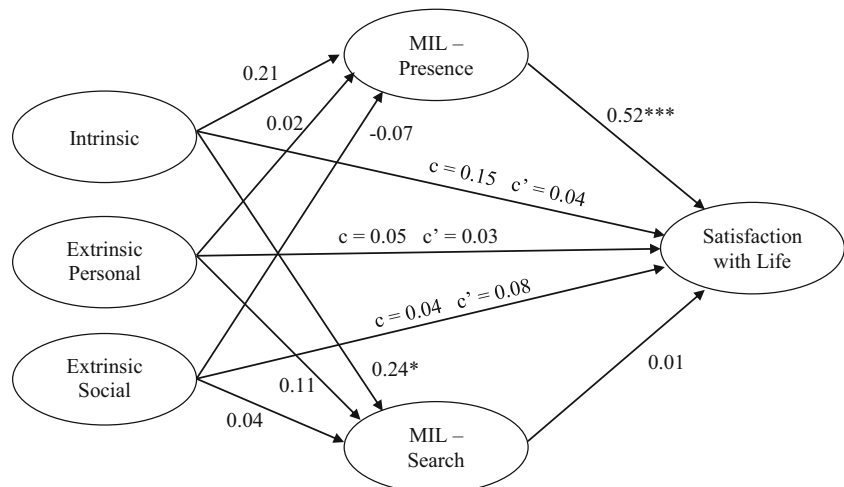 MIL –
Presence
0.21
0.52***
0.02
-0.07
Intrinsic
c = 0.15 c’ = 0.04
Extrinsic
Personal
c = 0.05 c’ = 0.03
Satisfaction
with Life
c = 0.04 c’ = 0.08
Extrinsic
Social
0.11
0.24*
0.01
0.04
MIL –
Search